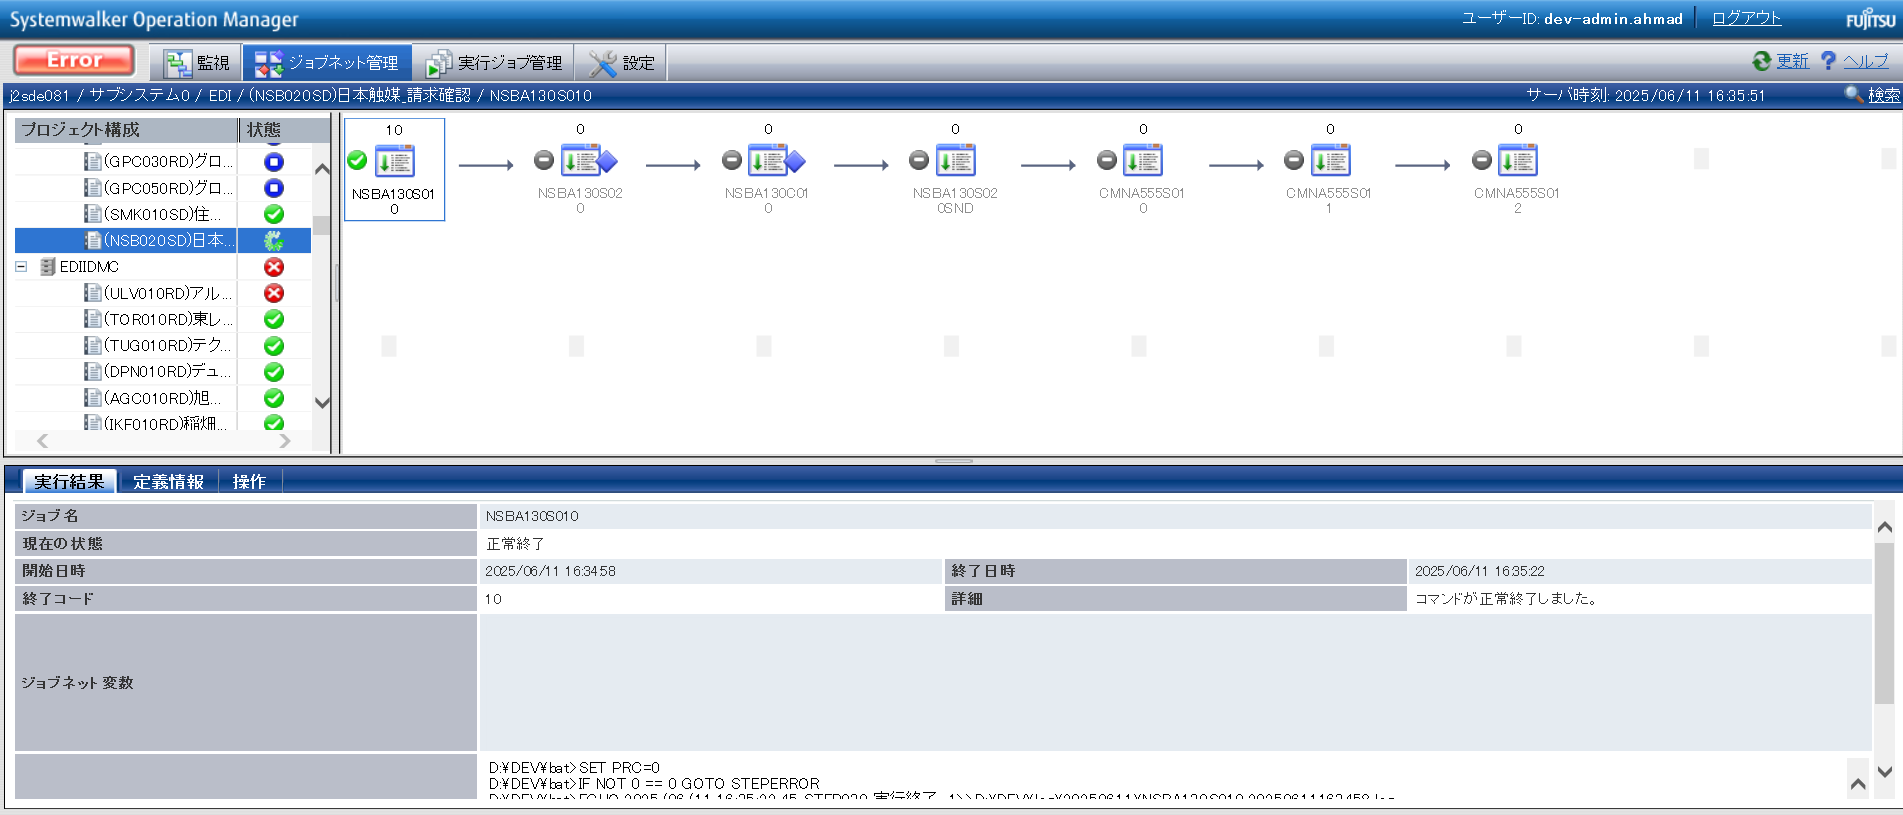 Systemwalker Operation Manager
ユーザーID: dev-admin.ahmad
ログアウト
FUJITSU
Error
監視
ジョブネット管理
実行ジョブ管理
設定
更新
ヘルプ
j2sde081 / サブシステム0 / EDI / (NSB020SD)日本触媒_請求確認 / NSBA130S010
サーバ時刻: 2025/06/11 16:35:51
検索
プロジェクト構成
状態
(GPC030RD)グロ...
(GPC050RD)グロ...
(SMK010SD)住...
(NSB020SD)日本...
EDIIDMC
(ULV010RD)アル...
(TOR010RD)東レ...
(TUG010RD)テク...
(DPN010RD)デュ...
(AGC010RD)旭...
(IKF010RD)稲畑...
10
0
0
0
0
0
0
NSBA130S01
0
NSBA130S02
0
NSBA130C01
0
NSBA130S02
0SND
CMNA555S01
0
CMNA555S01
1
CMNA555S01
2
実行結果
定義情報
操作
ジョブ名
NSBA130S010
現在の状態
正常終了
開始日時
2025/06/11 16:34:58
終了日時
2025/06/11 16:35:22
終了コード
10
詳細
コマンドが正常終了しました。
ジョブネット変数
D:¥DEV¥bat>SET PRC=0
D:¥DEV¥bat>IF NOT 0 == 0 GOTO STEPERROR